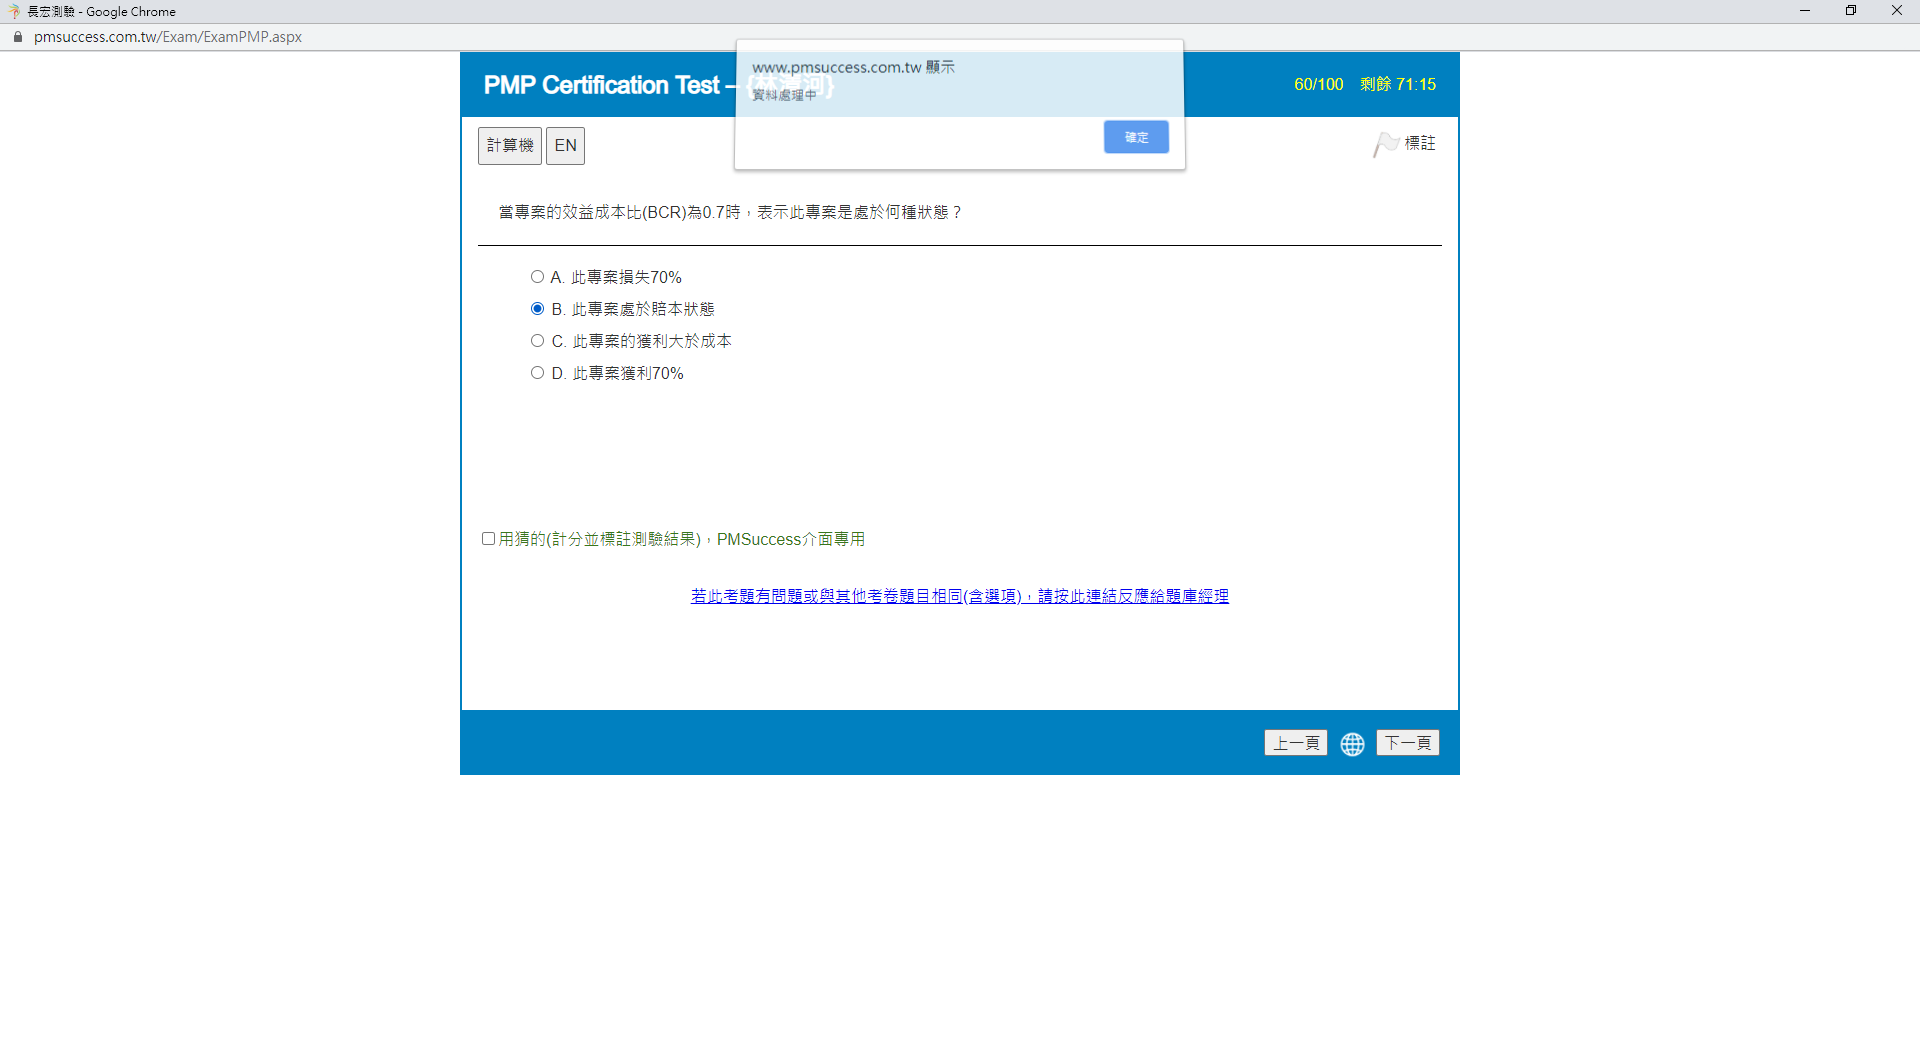 長宏測驗 - Google Chrome
pmsuccess.com.tw/Exam/ExamPMP.aspx
www.pmsuccess.com.tw 顯示
資料處理中
確定
PMP Certification Test – {林清河}
60/100 剩餘 71:15
計算機 EN
標註
當專案的效益成本比(BCR)為0.7時，表示此專案是處於何種狀態？
A. 此專案損失70%
B. 此專案處於賠本狀態
C. 此專案的獲利大於成本
D. 此專案獲利70%
用猜的(計分並標註測驗結果)，PMSuccess介面專用
若此考題有問題或與其他考卷題目相同(含選項)，請按此連結反應給題庫經理
上一頁 下一頁